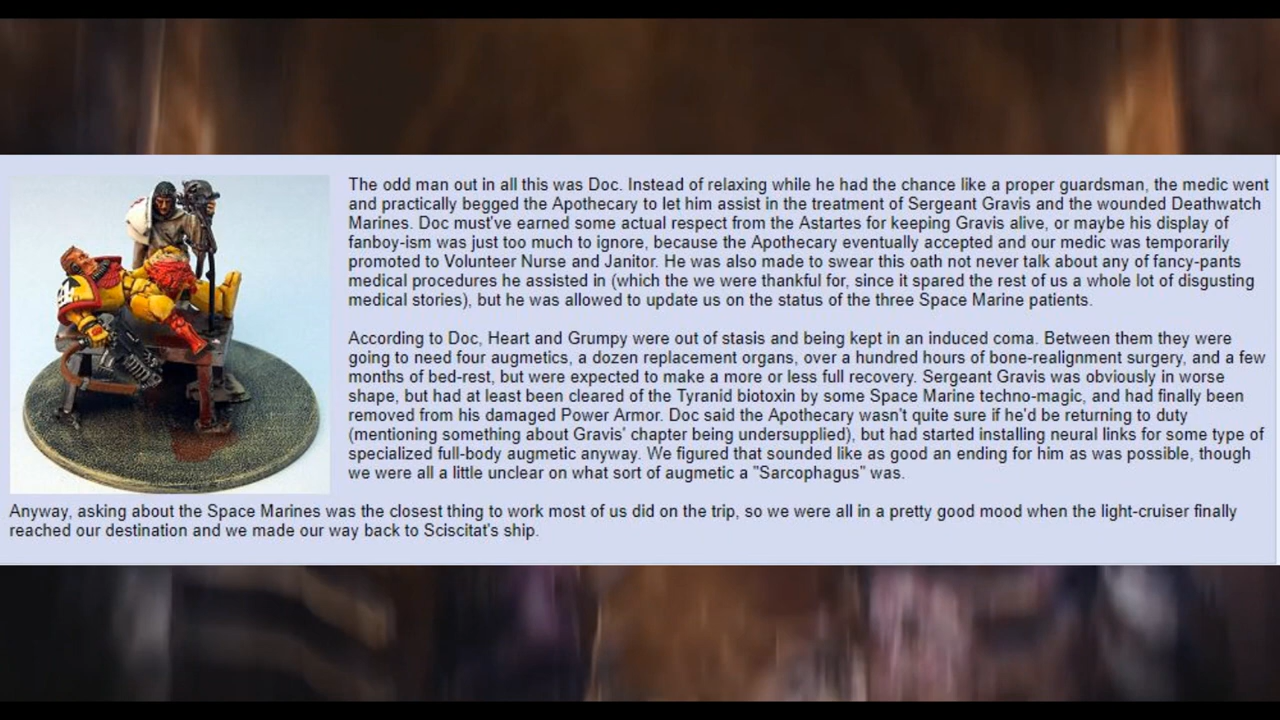 The odd man out in all this was Doc. Instead of relaxing while he had the chance like a proper guardsman, the medic went
and practically begged the Apothecary to let him assist in the treatment of Sergeant Gravis and the wounded Deathwatch
Marines. Doc must've earned some actual respect from the Astartes for keeping Gravis alive, or maybe his display of
fanboy-ism was just too much to ignore, because the Apothecary eventually accepted and our medic was temporarily
promoted to Volunteer Nurse and Janitor. He was also made to swear this oath not never talk about any of fancy-pants
medical procedures he assisted in (which the we were thankful for, since it spared the rest of us a whole lot of disgusting
medical stories), but he was allowed to update us on the status of the three Space Marine patients.
According to Doc, Heart and Grumpy were out of stasis and being kept in an induced coma. Between them they were
going to need four augmetics, a dozen replacement organs, over a hundred hours of bone-realignment surgery, and a few
months of bed-rest, but were expected to make a more or less full recovery. Sergeant Gravis was obviously in worse
shape, but had at least been cleared of the Tyranid biotoxin by some Space Marine techno-magic, and had finally been
removed from his damaged Power Armor. Doc said the Apothecary wasn't quite sure if he'd be returning to duty
(mentioning something about Gravis' chapter being undersupplied), but had started installing neural links for some type of
specialized full-body augmetic anyway. We figured that sounded like as good an ending for him as was possible, though
we were all a little unclear on what sort of augmetic a "Sarcophagus" was.
Anyway, asking about the Space Marines was the closest thing to work most of us did on the trip, so we were all in a pretty good mood when the light-cruiser finally
reached our destination and we made our way back to Sciscitat's ship.